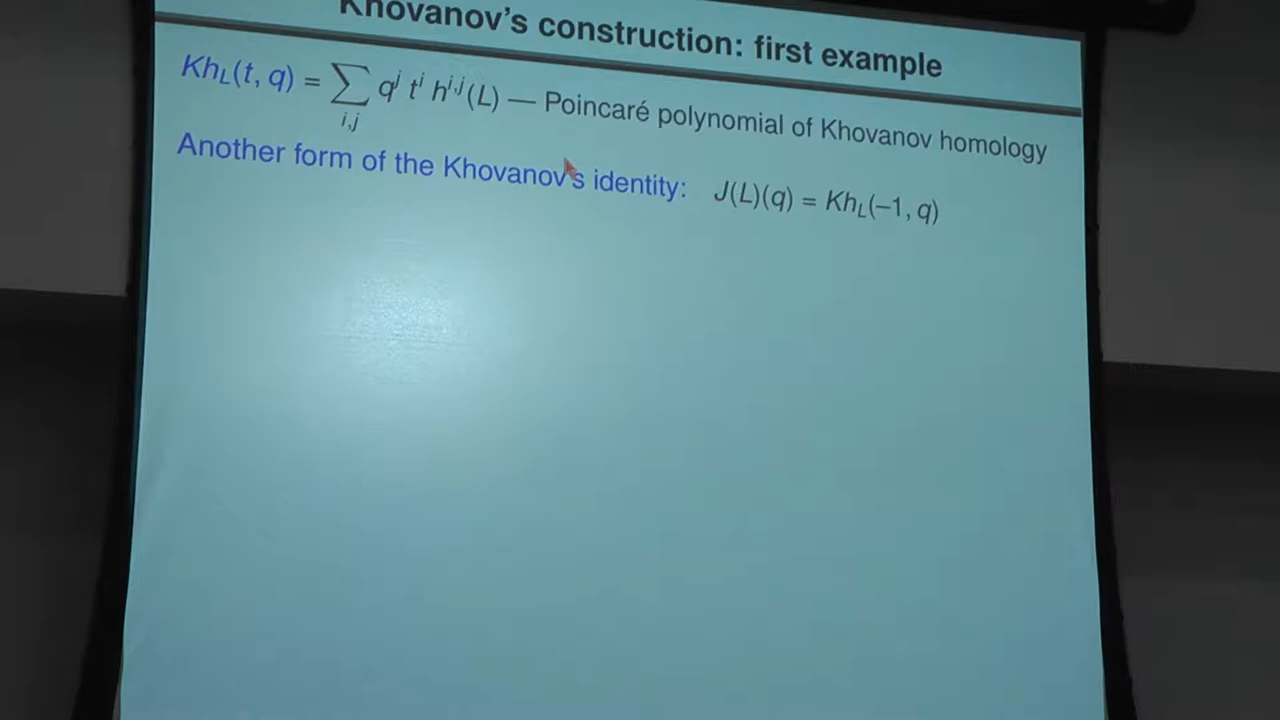 Khovanov's construction: first example
Kh_L(t, q) = ∑_{i,j} q^j t^i h^{i,j}(L) — Poincaré polynomial of Khovanov homology
Another form of the Khovanov's identity: J(L)(q) = Kh_L(–1, q)